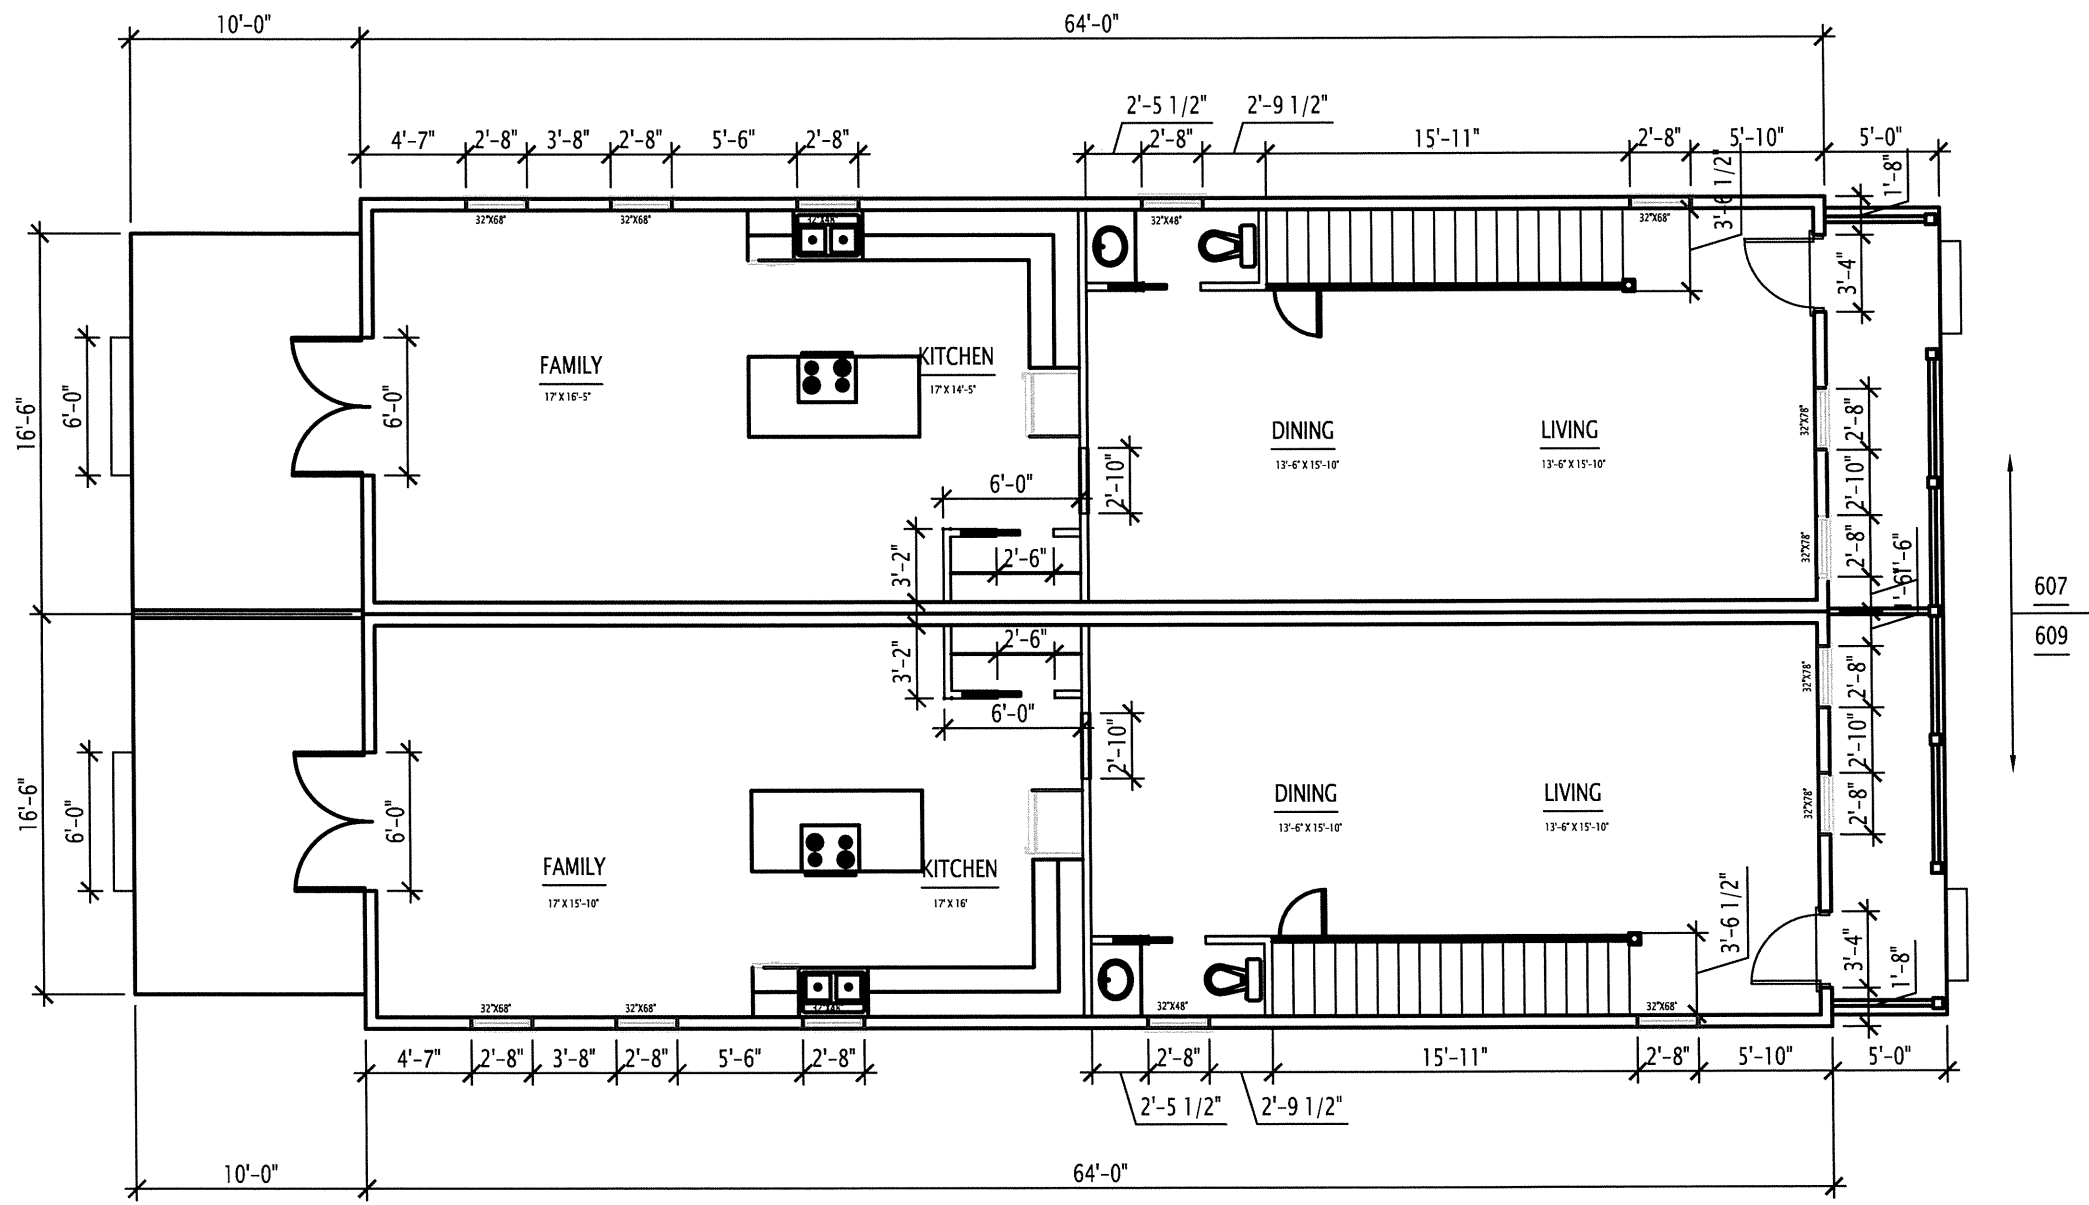 10'-0"
64'-0"
2'-5 1/2"
2'-9 1/2"
4'-7"
2'-8"
3'-8"
2'-8"
5'-6"
2'-8"
2'-8"
15'-11"
2'-8"
5'-10"
5'-0"
3'-6 1/2"
1'-8"
32"X68"
32"X68"
32"X48"
32"X48"
32"X68"
3'-4"
16'-6"
6'-0"
6'-0"
FAMILY
17' X 16'-5"
KITCHEN
17' X 14'-5"
DINING
13'-6" X 15'-10"
LIVING
13'-6" X 15'-10"
32"X78"
2'-8"
2'-10"
6'-0"
2'-10"
3'-2"
2'-6"
32"X78"
2'-8"
1'-6"
607
609
3'-2"
2'-6"
6'-0"
2'-10"
32"X78"
2'-8"
2'-10"
32"X78"
2'-8"
16'-6"
6'-0"
6'-0"
FAMILY
17' X 15'-10"
KITCHEN
17' X 16'
DINING
13'-6" X 15'-10"
LIVING
13'-6" X 15'-10"
3'-6 1/2"
3'-4"
1'-8"
32"X68"
32"X68"
32"X48"
32"X48"
32"X68"
4'-7"
2'-8"
3'-8"
2'-8"
5'-6"
2'-8"
2'-8"
15'-11"
2'-8"
5'-10"
5'-0"
2'-5 1/2"
2'-9 1/2"
10'-0"
64'-0"